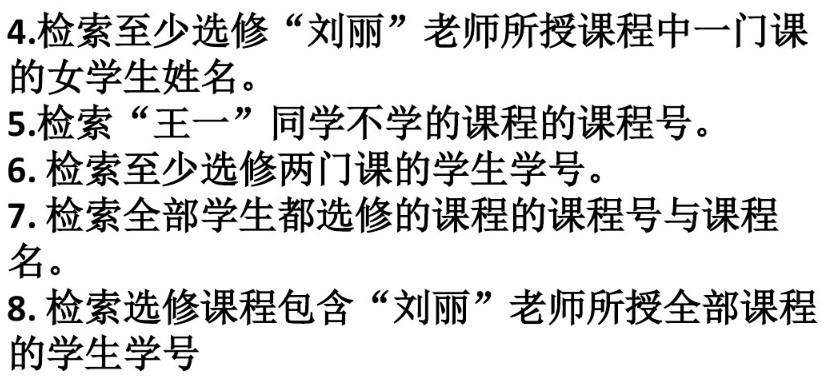 4.检索至少选修“刘丽”老师所授课程中一门课
的女学生姓名。
5.检索“王一”同学不学的课程的课程号。
6. 检索至少选修两门课的学生学号。
7. 检索全部学生都选修的课程的课程号与课程
名。
8. 检索选修课程包含“刘丽”老师所授全部课程
的学生学号